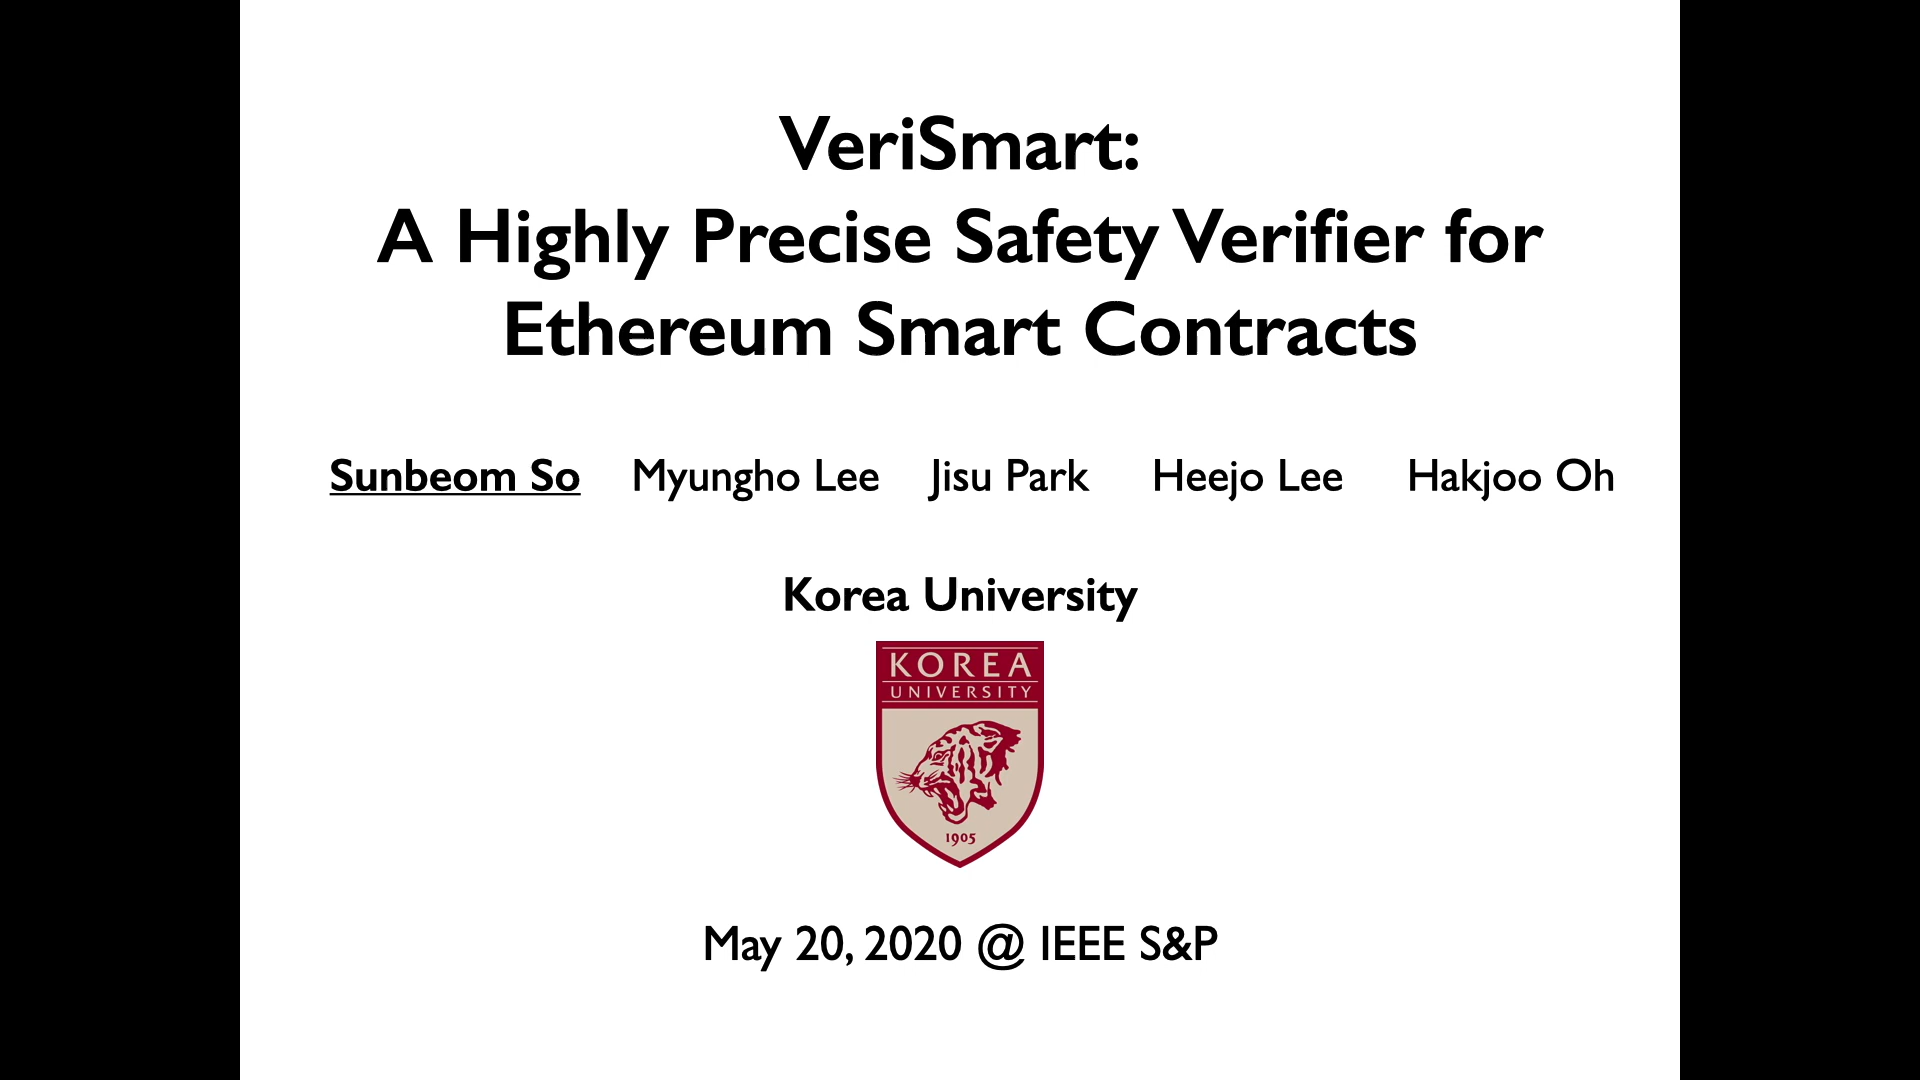 VeriSmart:
A Highly Precise Safety Verifier for
Ethereum Smart Contracts
Sunbeom So Myungho Lee Jisu Park Heejo Lee Hakjoo Oh
Korea University
KOREA
UNIVERSITY
1905
May 20, 2020 @ IEEE S&P